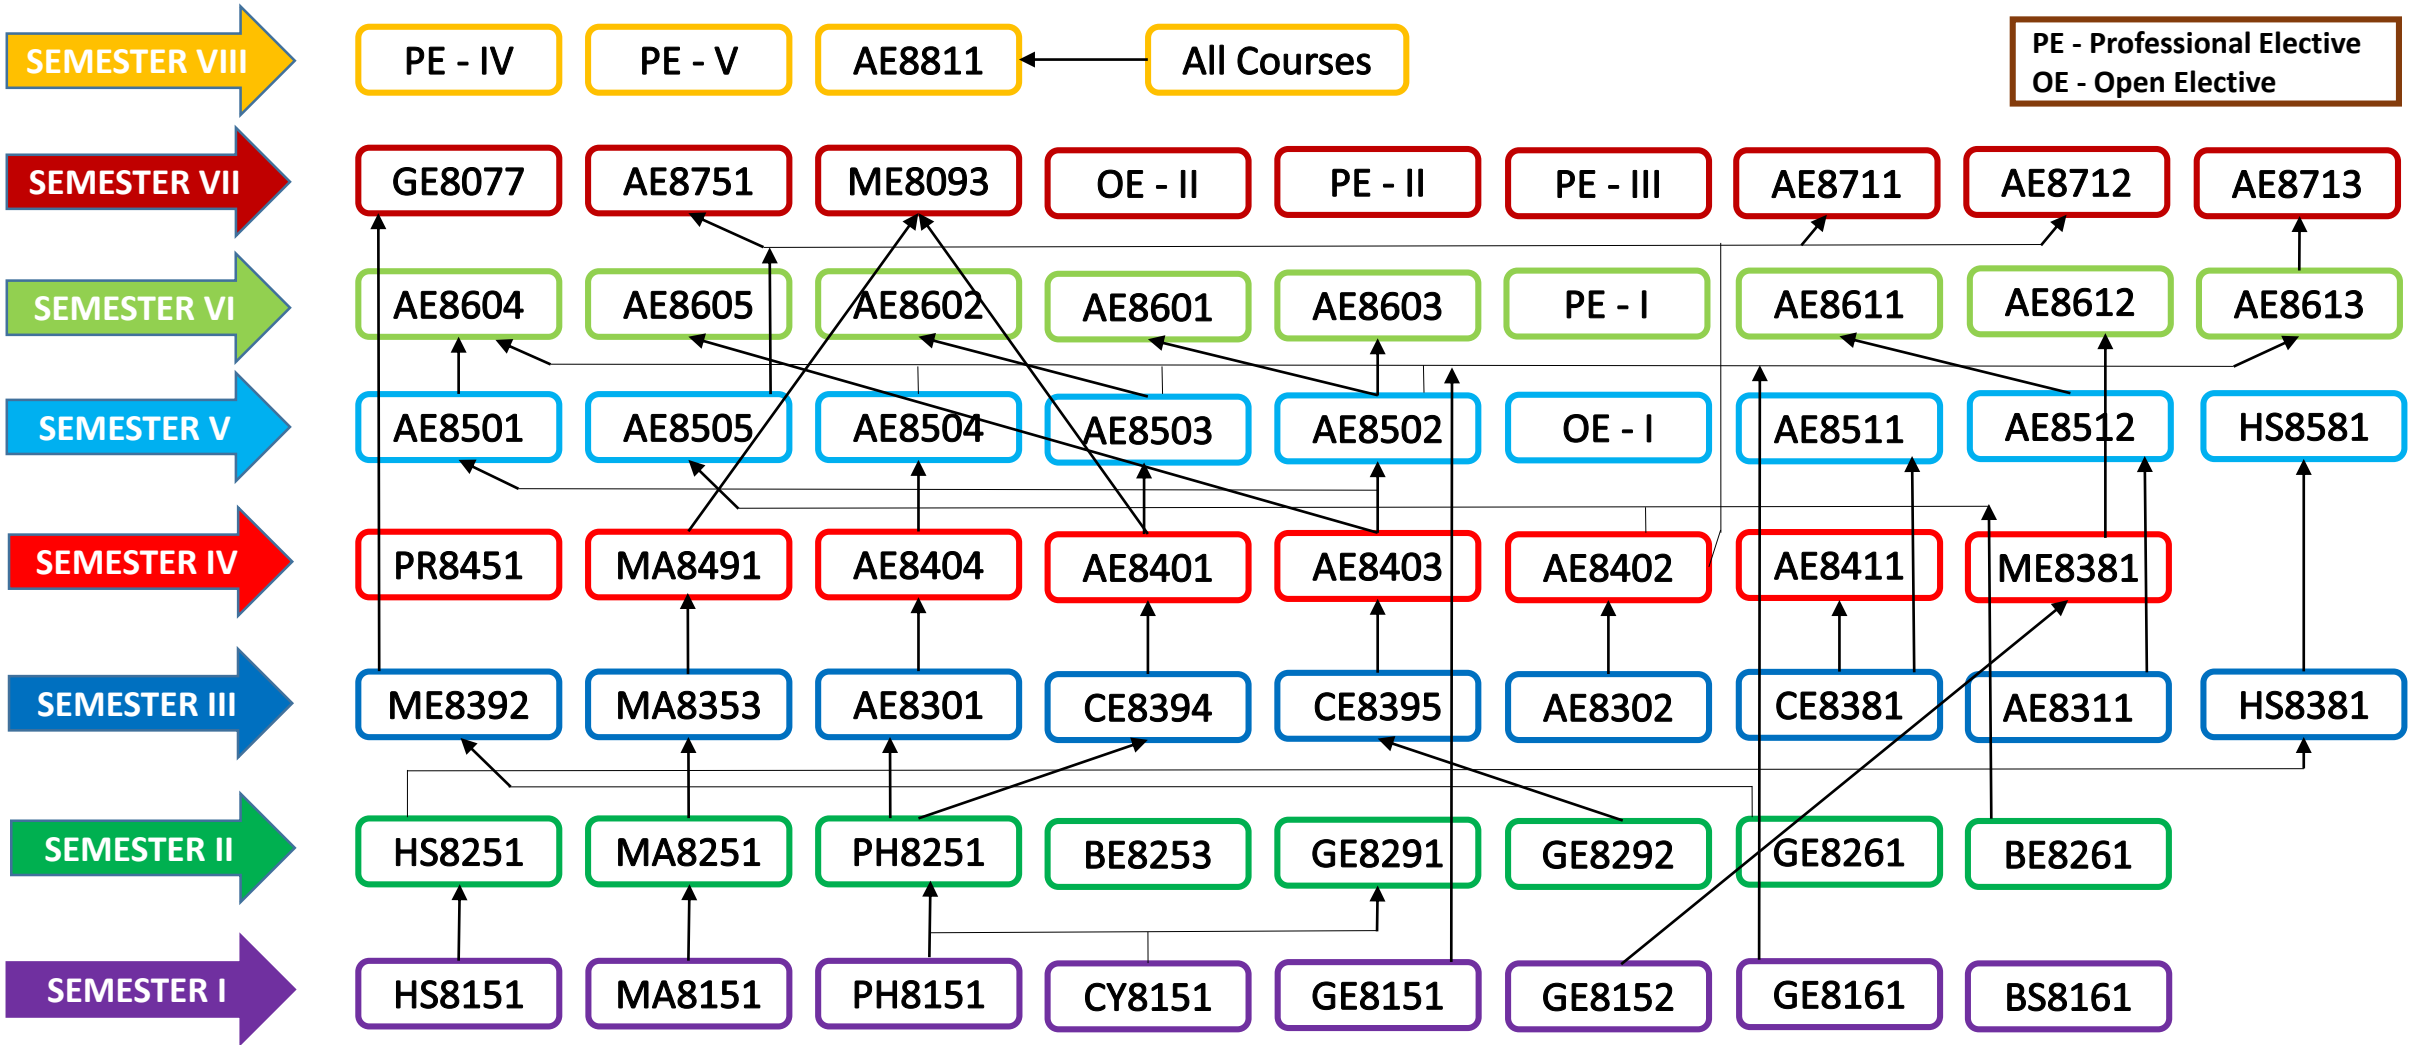 SEMESTER VIII
PE - IV
PE - V
AE8811
All Courses
PE - Professional Elective
OE - Open Elective
SEMESTER VII
GE8077
AE8751
ME8093
OE - II
PE - II
PE - III
AE8711
AE8712
AE8713
SEMESTER VI
AE8604
AE8605
AE8602
AE8601
AE8603
PE - I
AE8611
AE8612
AE8613
SEMESTER V
AE8501
AE8505
AE8504
AE8503
AE8502
OE - I
AE8511
AE8512
HS8581
SEMESTER IV
PR8451
MA8491
AE8404
AE8401
AE8403
AE8402
AE8411
ME8381
SEMESTER III
ME8392
MA8353
AE8301
CE8394
CE8395
AE8302
CE8381
AE8311
HS8381
SEMESTER II
HS8251
MA8251
PH8251
BE8253
GE8291
GE8292
GE8261
BE8261
SEMESTER I
HS8151
MA8151
PH8151
CY8151
GE8151
GE8152
GE8161
BS8161